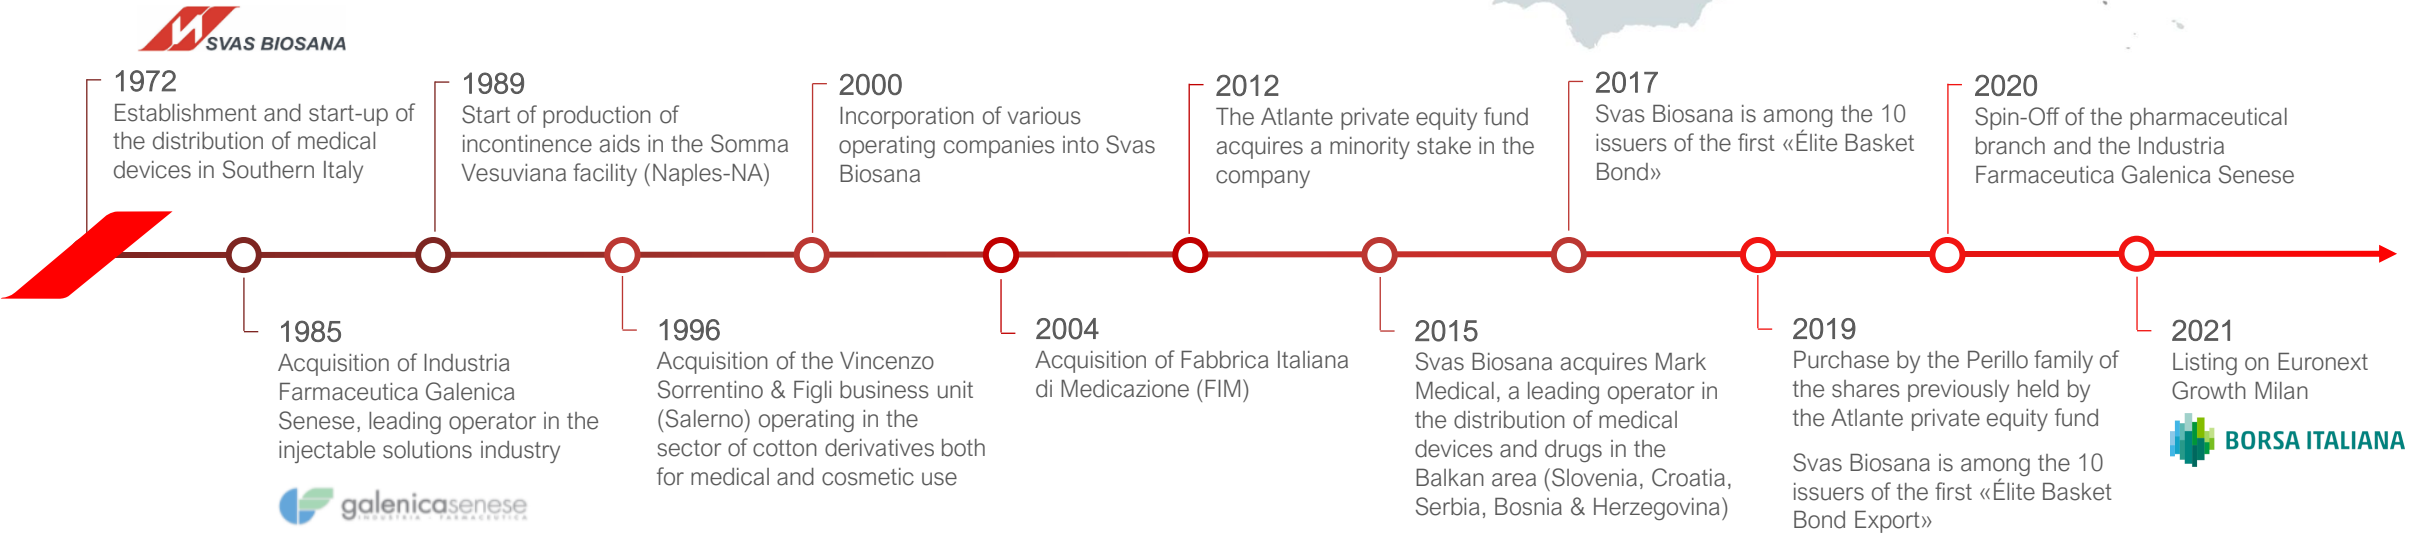 SVAS BIOSANA
1972
Establishment and start-up of
the distribution of medical
devices in Southern Italy
1985
Acquisition of Industria
Farmaceutica Galenica
Senese, leading operator in the
injectable solutions industry
galenicasenese
INDUSTRIA - FARMACEUTICA
1989
Start of production of
incontinence aids in the Somma
Vesuviana facility (Naples-NA)
1996
Acquisition of the Vincenzo
Sorrentino & Figli business unit
(Salerno) operating in the
sector of cotton derivatives both
for medical and cosmetic use
2000
Incorporation of various
operating companies into Svas
Biosana
2004
Acquisition of Fabbrica Italiana
di Medicazione (FIM)
2012
The Atlante private equity fund
acquires a minority stake in the
company
2015
Svas Biosana acquires Mark
Medical, a leading operator in
the distribution of medical
devices and drugs in the
Balkan area (Slovenia, Croatia,
Serbia, Bosnia & Herzegovina)
2017
Svas Biosana is among the 10
issuers of the first «Élite Basket
Bond»
2019
Purchase by the Perillo family of
the shares previously held by
the Atlante private equity fund
Svas Biosana is among the 10
issuers of the first «Élite Basket
Bond Export»
2020
Spin-Off of the pharmaceutical
branch and the Industria
Farmaceutica Galenica Senese
2021
Listing on Euronext
Growth Milan
BORSA ITALIANA